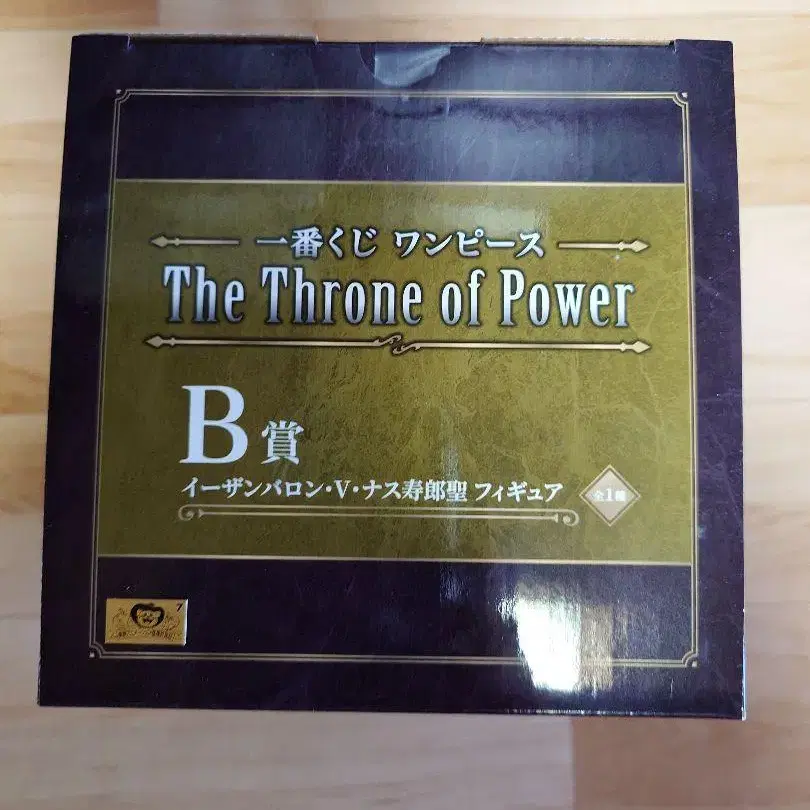 一番くじ ワンピース
The Throne of Power
B賞
イーザンバロン・V・ナス寿郎聖 フィギュア
全1種
7